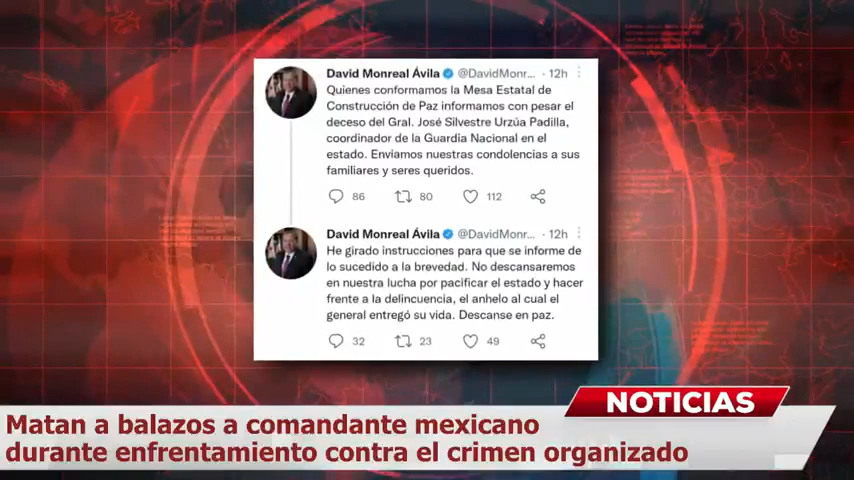 David Monreal Ávila @DavidMonr... · 12h
Quienes conformamos la Mesa Estatal de
Construcción de Paz informamos con pesar el
deceso del Gral. José Silvestre Urzúa Padilla,
coordinador de la Guardia Nacional en el
estado. Enviamos nuestras condolencias a sus
familiares y seres queridos.
86 80 112
David Monreal Ávila @DavidMonr... · 12h
He girado instrucciones para que se informe de
lo sucedido a la brevedad. No descansaremos
en nuestra lucha por pacificar el estado y hacer
frente a la delincuencia, el anhelo al cual el
general entregó su vida. Descanse en paz.
32 23 49
NOTICIAS
Matan a balazos a comandante mexicano
durante enfrentamiento contra el crimen organizado